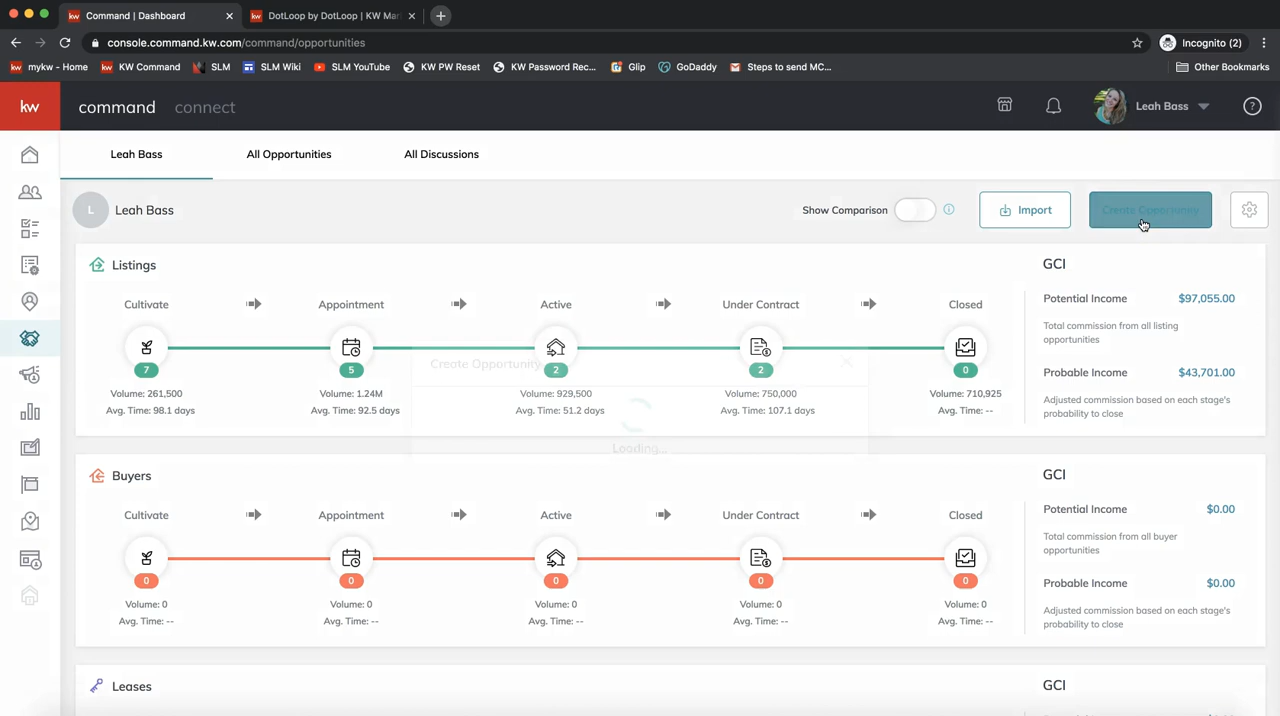 Command | Dashboard
DotLoop by DotLoop | KW Mar
console.command.kw.com/command/opportunities
Incognito (2)
mykw - Home
KW Command
SLM
SLM Wiki
SLM YouTube
KW PW Reset
KW Password Rec...
Glip
GoDaddy
Steps to send MC...
Other Bookmarks
kw
command
connect
Leah Bass
Leah Bass
All Opportunities
All Discussions
L
Leah Bass
Show Comparison
Import
Create Opportunity
Listings
GCI
Cultivate
Appointment
Active
Under Contract
Closed
Potential Income
$97,055.00
Total commission from all listing
opportunities
Create Opportunity
7
5
2
2
0
Probable Income
$43,701.00
Volume: 261,500
Volume: 1.24M
Volume: 929,500
Volume: 750,000
Volume: 710,925
Avg. Time: 98.1 days
Avg. Time: 92.5 days
Avg. Time: 51.2 days
Avg. Time: 107.1 days
Avg. Time: --
Adjusted commission based on each stage's
probability to close
Loading...
Buyers
GCI
Cultivate
Appointment
Active
Under Contract
Closed
Potential Income
$0.00
Total commission from all buyer
opportunities
0
0
0
0
0
Probable Income
$0.00
Volume: 0
Volume: 0
Volume: 0
Volume: 0
Volume: 0
Avg. Time: --
Avg. Time: --
Avg. Time: --
Avg. Time: --
Avg. Time: --
Adjusted commission based on each stage's
probability to close
Leases
GCI